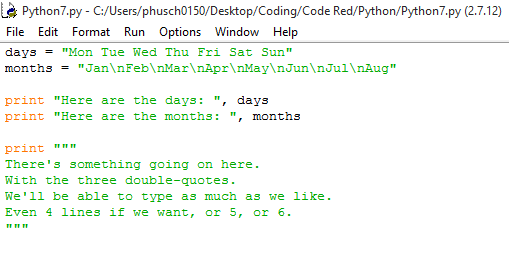 Python7.py - C:/Users/phusch0150/Desktop/Coding/Code Red/Python/Python7.py (2.7.12)
File Edit Format Run Options Window Help
days = "Mon Tue Wed Thu Fri Sat Sun"
months = "Jan\nFeb\nMar\nApr\nMay\nJun\nJul\nAug"
print "Here are the days: ", days
print "Here are the months: ", months
print """
There's something going on here.
With the three double-quotes.
We'll be able to type as much as we like.
Even 4 lines if we want, or 5, or 6.
"""